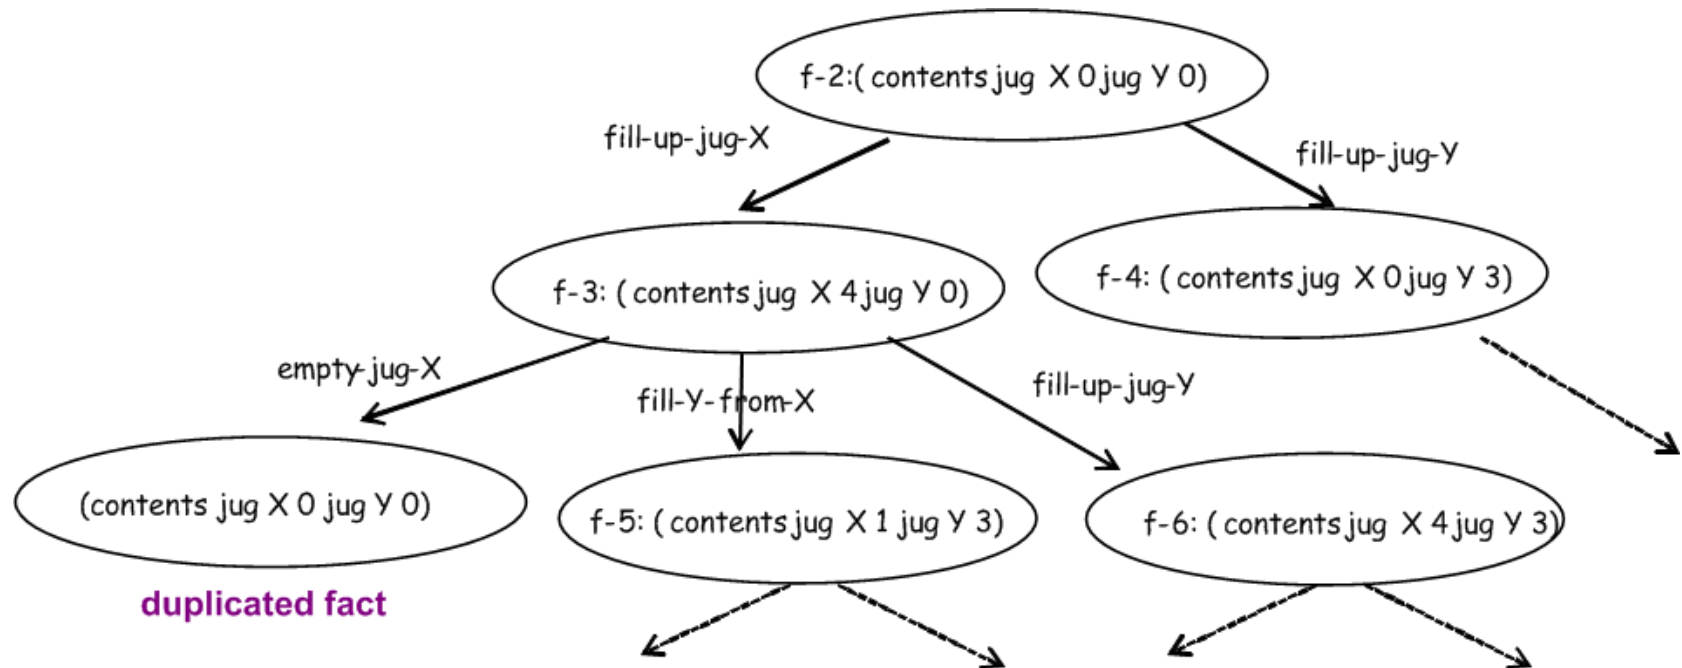 f-2:( contents jug X 0 jug Y 0)
fill-up-jug-X
fill-up-jug-Y
f-3: ( contents jug X 4 jug Y 0)
f-4: ( contents jug X 0 jug Y 3)
empty-jug-X
fill-Y-from-X
fill-up-jug-Y
(contents jug X 0 jug Y 0)
f-5: ( contents jug X 1 jug Y 3)
f-6: ( contents jug X 4 jug Y 3)
duplicated fact